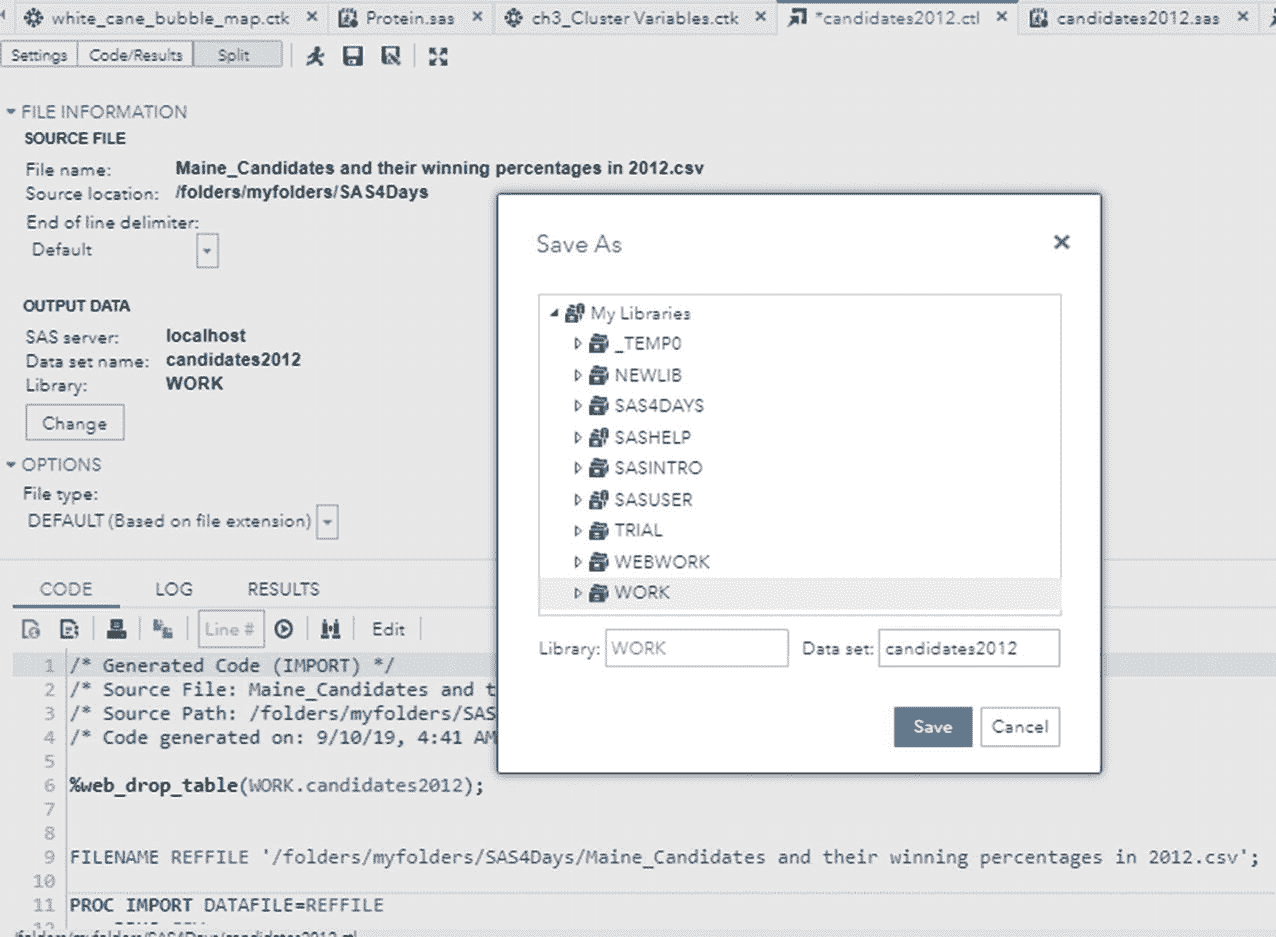 white_cane_bubble_map.ctk × Protein.sas × ch3_Cluster Variables.ctk × *candidates2012.ctl × candidates2012.sas ×
Settings Code/Results Split
FILE INFORMATION
SOURCE FILE
File name: Maine_Candidates and their winning percentages in 2012.csv
Source location: /folders/myfolders/SAS4Days
End of line delimiter:
Default
OUTPUT DATA
SAS server: localhost
Data set name: candidates2012
Library: WORK
Change
OPTIONS
File type:
DEFAULT (Based on file extension)
Save As
My Libraries
_TEMP0
NEWLIB
SAS4DAYS
SASHELP
SASINTRO
SASUSER
TRIAL
WEBWORK
WORK
Library: WORK Data set: candidates2012
Save Cancel
CODE LOG RESULTS
Line # Edit
1 /* Generated Code (IMPORT) */
2 /* Source File: Maine_Candidates and t
3 /* Source Path: /folders/myfolders/SAS
4 /* Code generated on: 9/10/19, 4:41 AM
5
6 %web_drop_table(WORK.candidates2012);
7
8
9 FILENAME REFFILE '/folders/myfolders/SAS4Days/Maine_Candidates and their winning percentages in 2012.csv';
10
11 PROC IMPORT DATAFILE=REFFILE